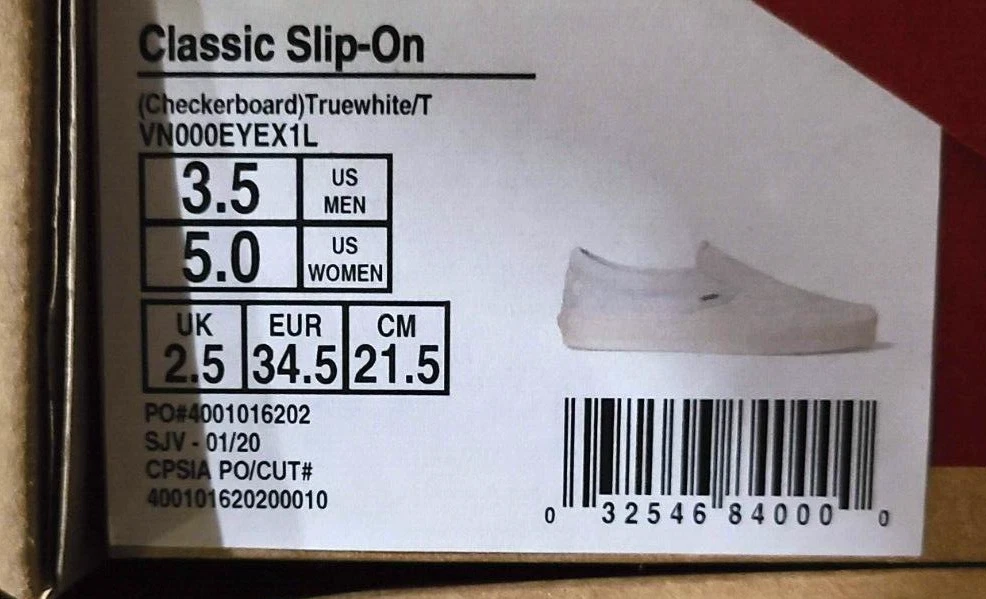 Classic Slip-On
(Checkerboard)Truewhite/T
VN000EYEX1L
3.5 US MEN
5.0 US WOMEN
UK EUR CM
2.5 34.5 21.5
PO#4001016202
SJV - 01/20
CPSIA PO/CUT#
400101620200010
0 32546 84000 0